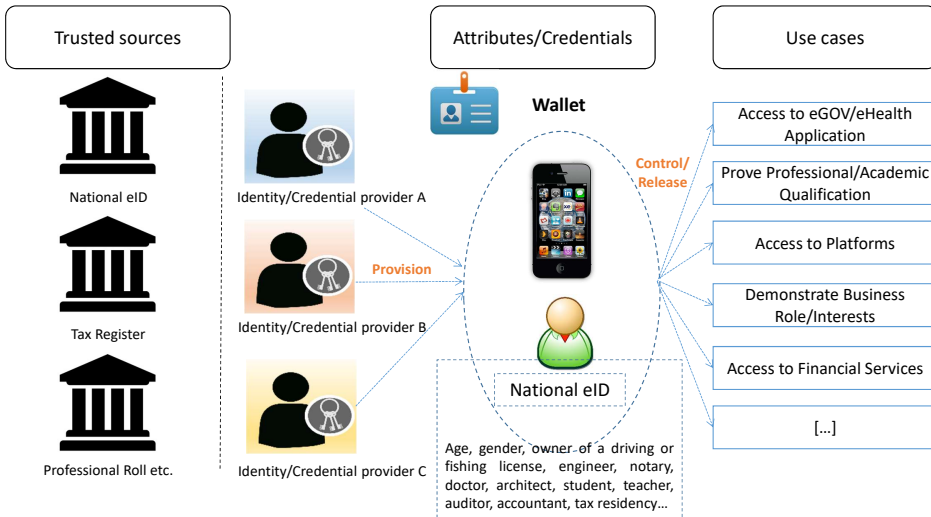 Trusted sources
Attributes/Credentials
Use cases
National eID
Tax Register
Professional Roll etc.
Identity/Credential provider A
Identity/Credential provider B
Identity/Credential provider C
Provision
Wallet
Control/
Release
National eID
Age, gender, owner of a driving or
fishing license, engineer, notary,
doctor, architect, student, teacher,
auditor, accountant, tax residency…
Access to eGOV/eHealth
Application
Prove Professional/Academic
Qualification
Access to Platforms
Demonstrate Business
Role/Interests
Access to Financial Services
[…]